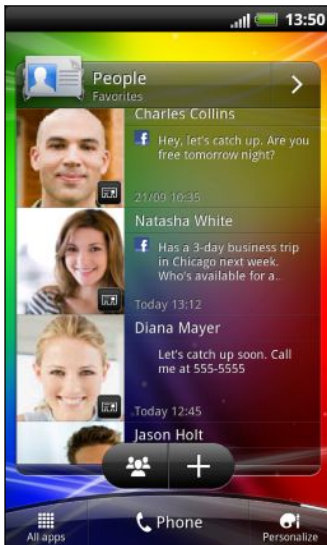 13:50
People
Favorites
Charles Collins
Hey, let's catch up. Are you
free tomorrow night?
21/09 10:35
Natasha White
Has a 3-day business trip
in Chicago next week.
Who's available for a..
Today 13:12
Diana Mayer
Let's catch up soon. Call
me at 555-5555
Today 12:45
Jason Holt
All apps
Phone
Personalize